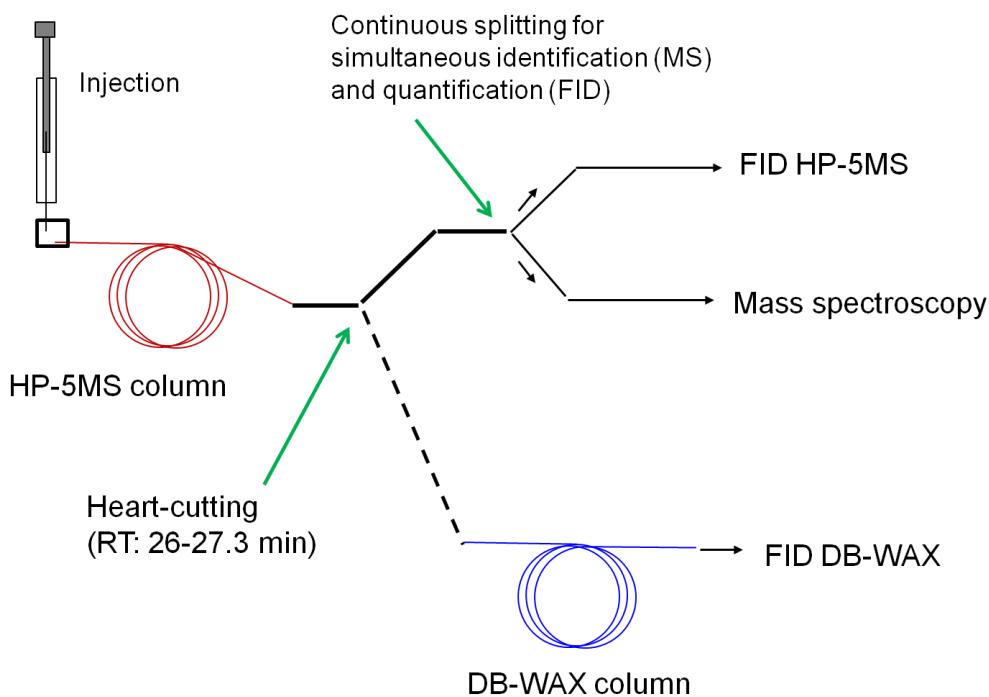 Continuous splitting for
simultaneous identification (MS)
and quantification (FID)
Injection
FID HP-5MS
Mass spectroscopy
HP-5MS column
Heart-cutting
(RT: 26-27.3 min)
FID DB-WAX
DB-WAX column